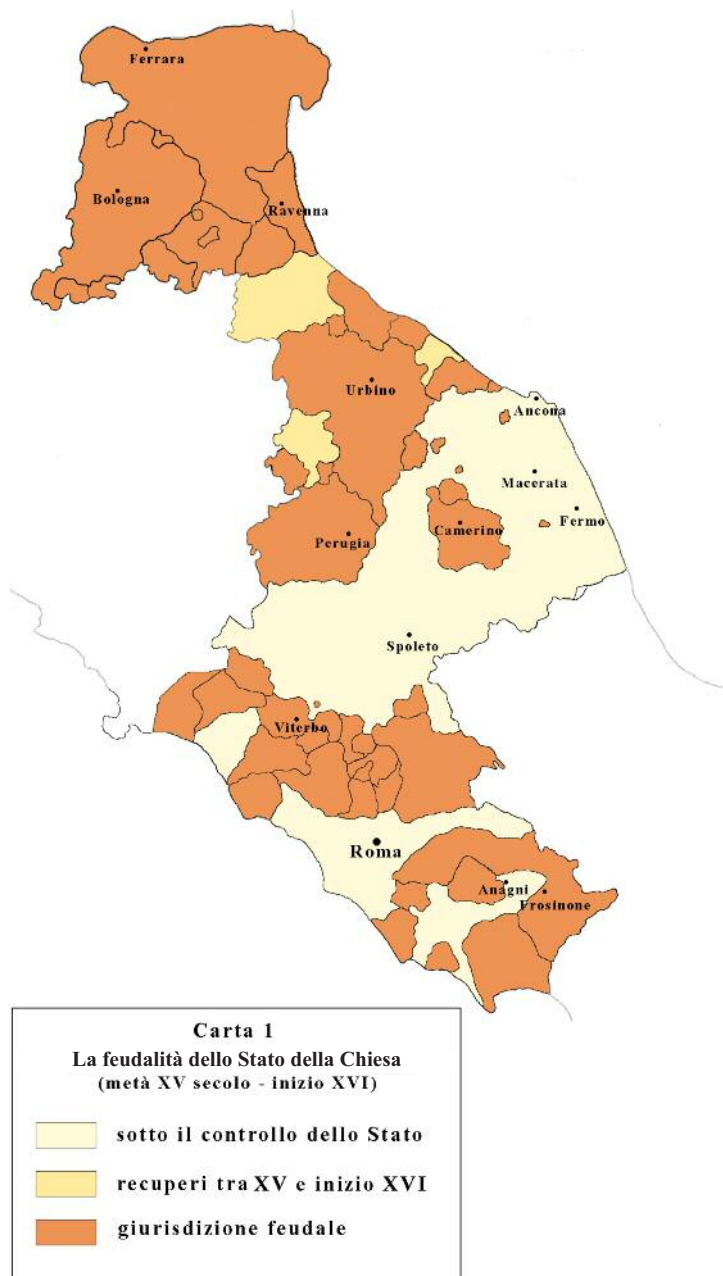 Ferrara
Bologna
Ravenna
Urbino
Ancona
Macerata
Fermo
Camerino
Perugia
Spoleto
Viterbo
Roma
Anagni
Frosinone
Carta 1
La feudalità dello Stato della Chiesa
(metà XV secolo - inizio XVI)
sotto il controllo dello Stato
recuperi tra XV e inizio XVI
giurisdizione feudale